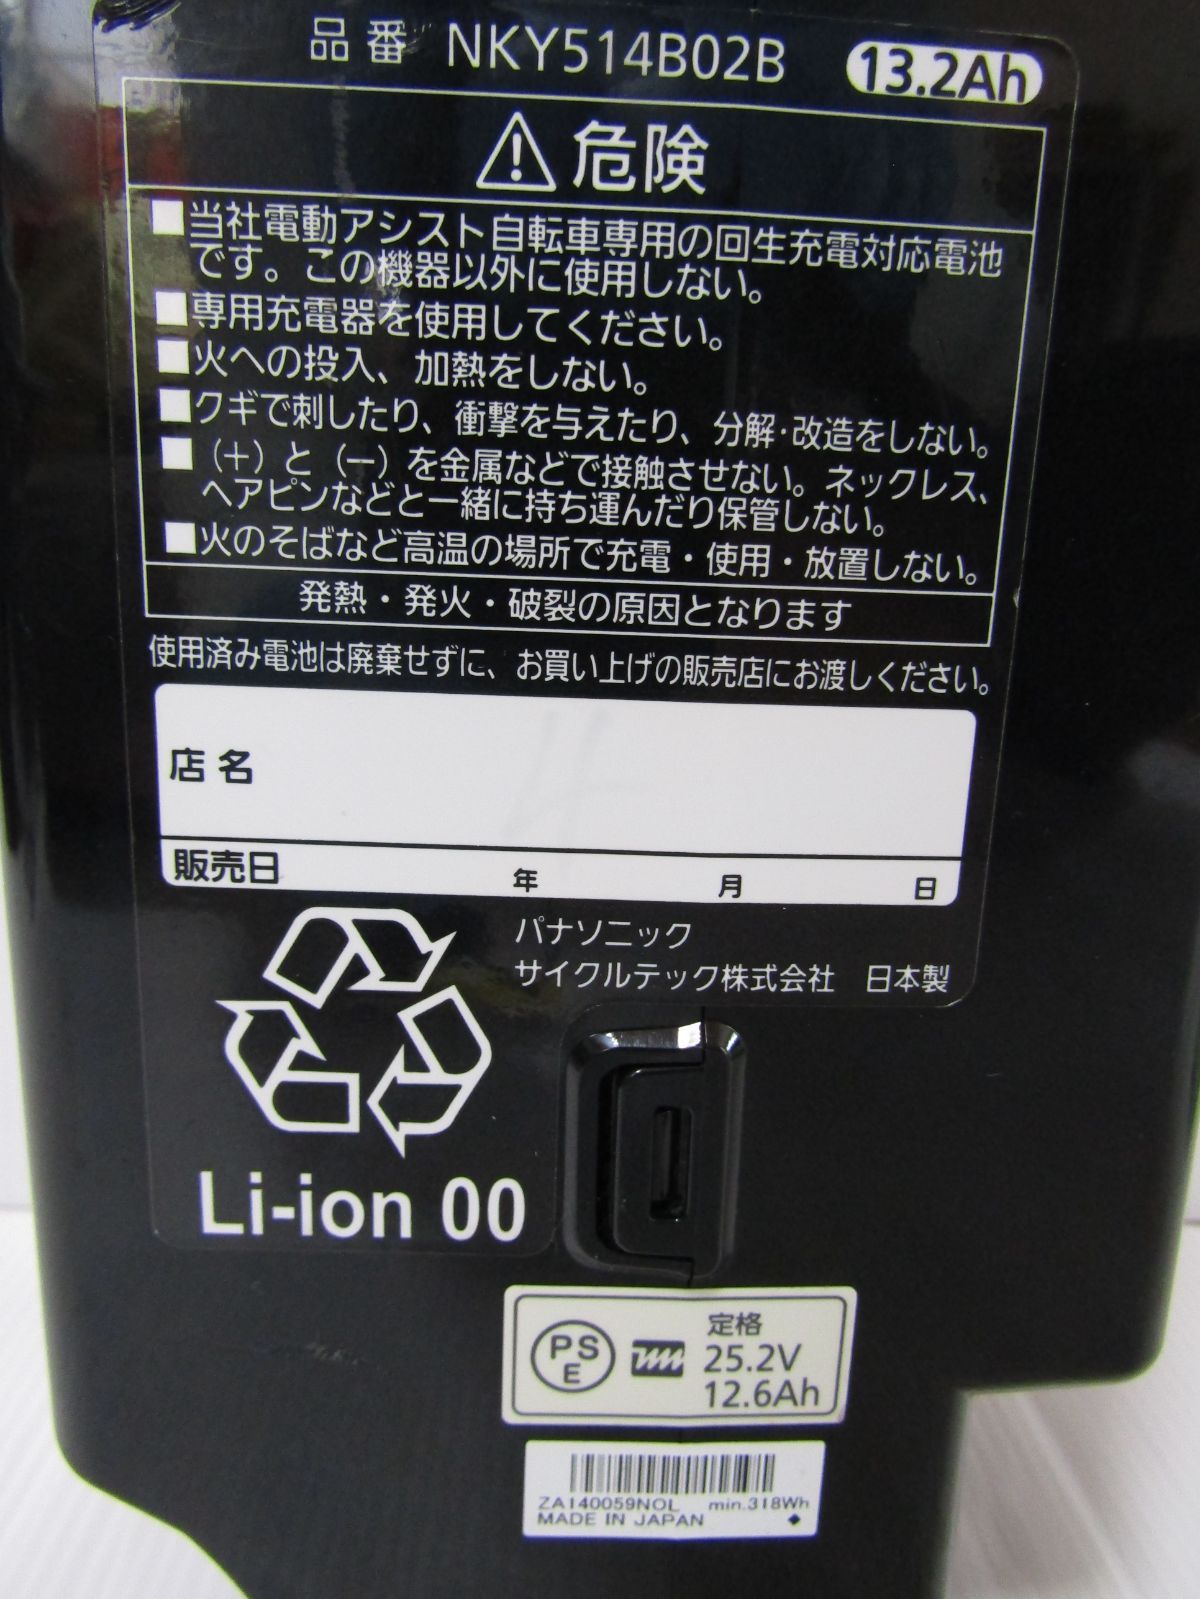 品番 NKY514B02B 13.2Ah
危険
■当社電動アシスト自転車専用の回生充電対応電池
です。この機器以外に使用しない。
■専用充電器を使用してください。
■火への投入、加熱をしない。
■クギで刺したり、衝撃を与えたり、分解・改造をしない。
■(+)と(−)を金属などで接触させない。ネックレス、
ヘアピンなどと一緒に持ち運んだり保管しない。
■火のそばなど高温の場所で充電・使用・放置しない。
発熱・発火・破裂の原因となります
使用済み電池は廃棄せずに、お買い上げの販売店にお渡しください。
店名
販売日 年 月 日
パナソニック
サイクルテック株式会社 日本製
Li-ion 00
PS
E
定格
25.2V
12.6Ah
ZA140059NOL min.318Wh
MADE IN JAPAN ◆